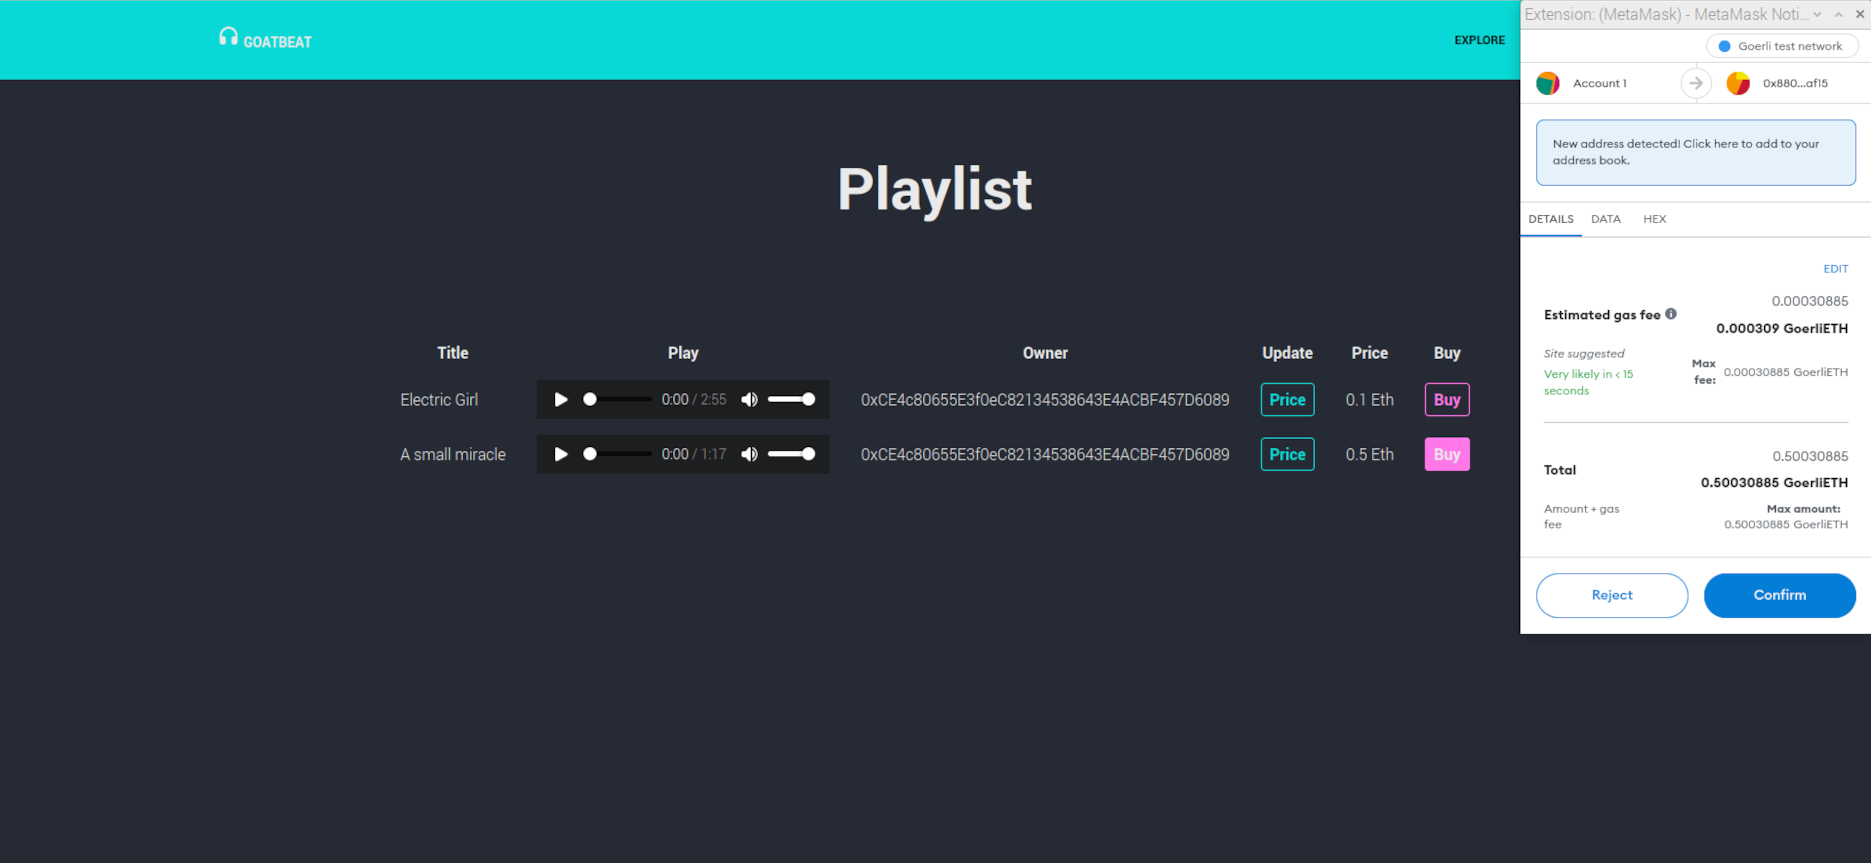 GOATBEAT
EXPLORE
Playlist
Title Play Owner Update Price Buy
Electric Girl 0:00 / 2:55 0xCE4c80655E3f0eC82134538643E4ACBF457D6089 Price 0.1 Eth Buy
A small miracle 0:00 / 1:17 0xCE4c80655E3f0eC82134538643E4ACBF457D6089 Price 0.5 Eth Buy
Extension: (MetaMask) - MetaMask Noti...
Goerli test network
Account 1 0x880...af15
New address detected! Click here to add to your
address book.
DETAILS DATA HEX
EDIT
0.00030885
Estimated gas fee
0.000309 GoerliETH
Site suggested
Very likely in < 15
seconds
Max
fee: 0.00030885 GoerliETH
0.50030885
Total
0.50030885 GoerliETH
Amount + gas
fee
Max amount:
0.50030885 GoerliETH
Reject Confirm